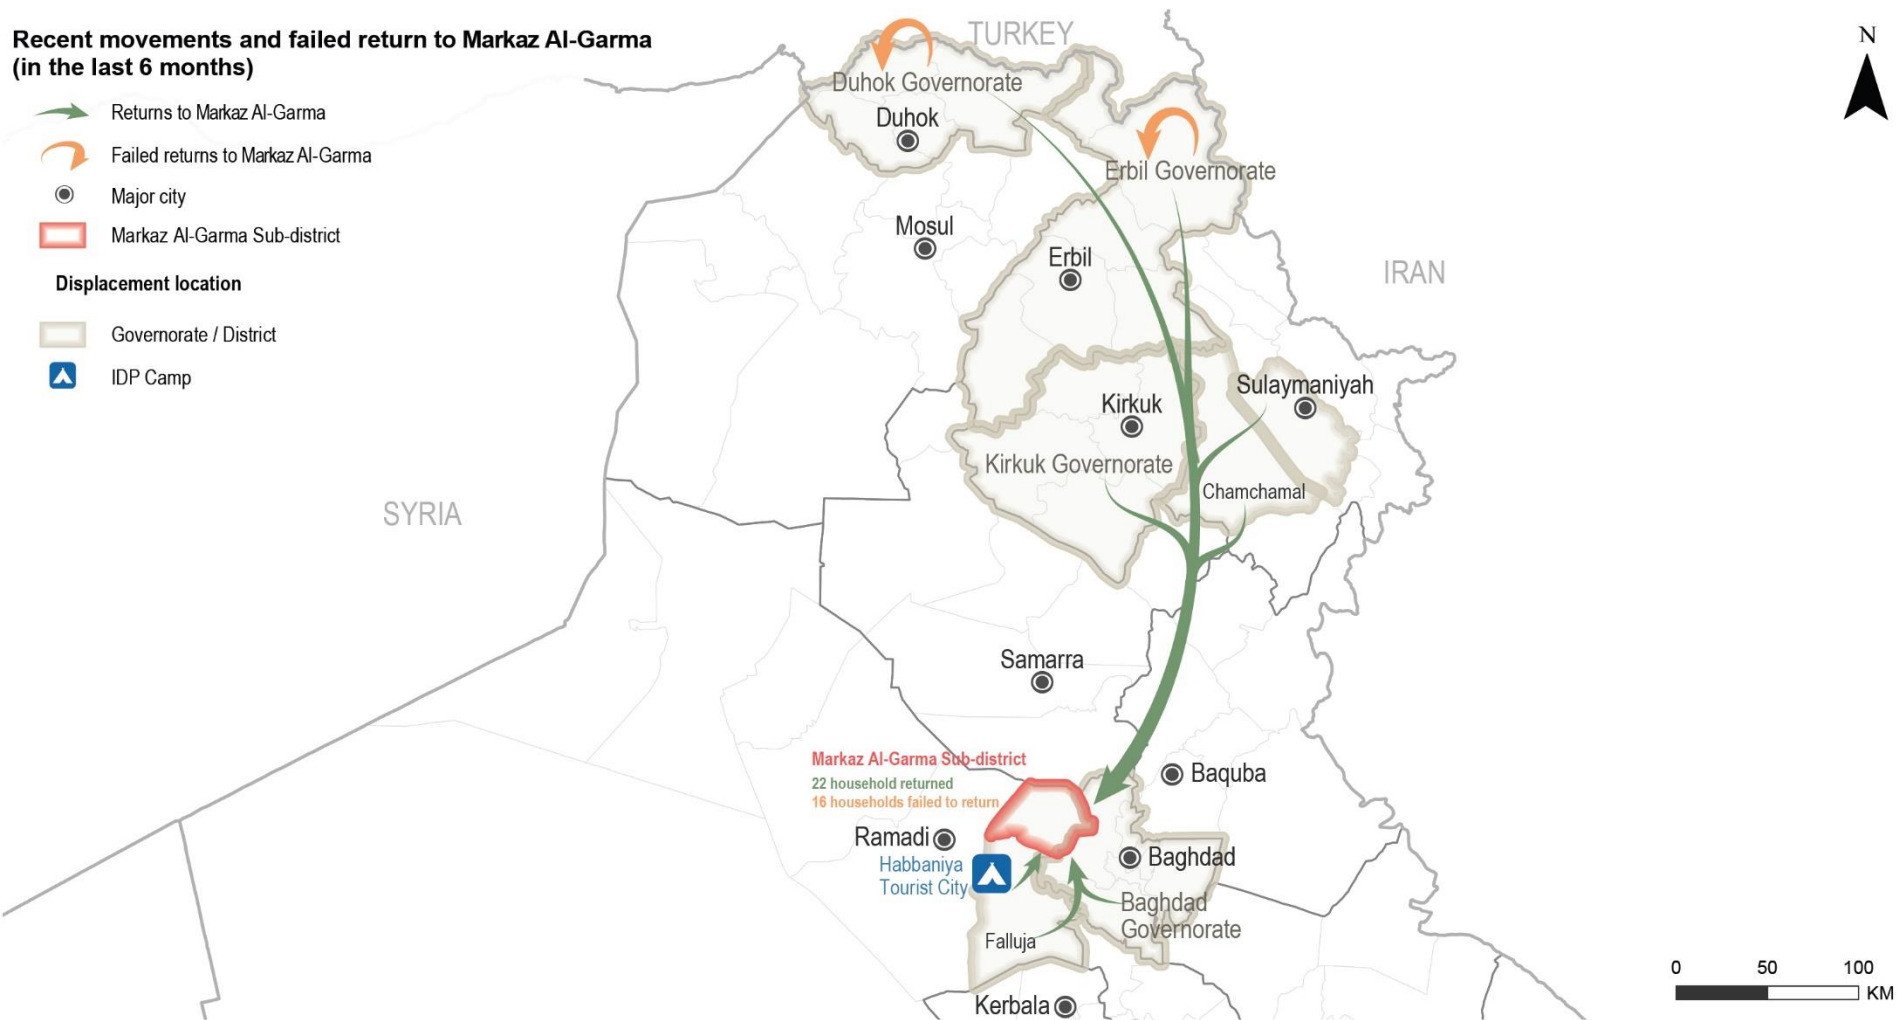 Recent movements and failed return to Markaz Al-Garma
(in the last 6 months)
Returns to Markaz Al-Garma
Failed returns to Markaz Al-Garma
Major city
Markaz Al-Garma Sub-district
Displacement location
Governorate / District
IDP Camp
TURKEY
N
Duhok Governorate
Duhok
Erbil Governorate
Mosul
Erbil
IRAN
Sulaymaniyah
Kirkuk
Kirkuk Governorate
Chamchamal
SYRIA
Samarra
Markaz Al-Garma Sub-district
22 household returned
16 households failed to return
Baquba
Ramadi
Baghdad
Habbaniya
Tourist City
Baghdad
Governorate
Falluja
Kerbala
0 50 100
KM